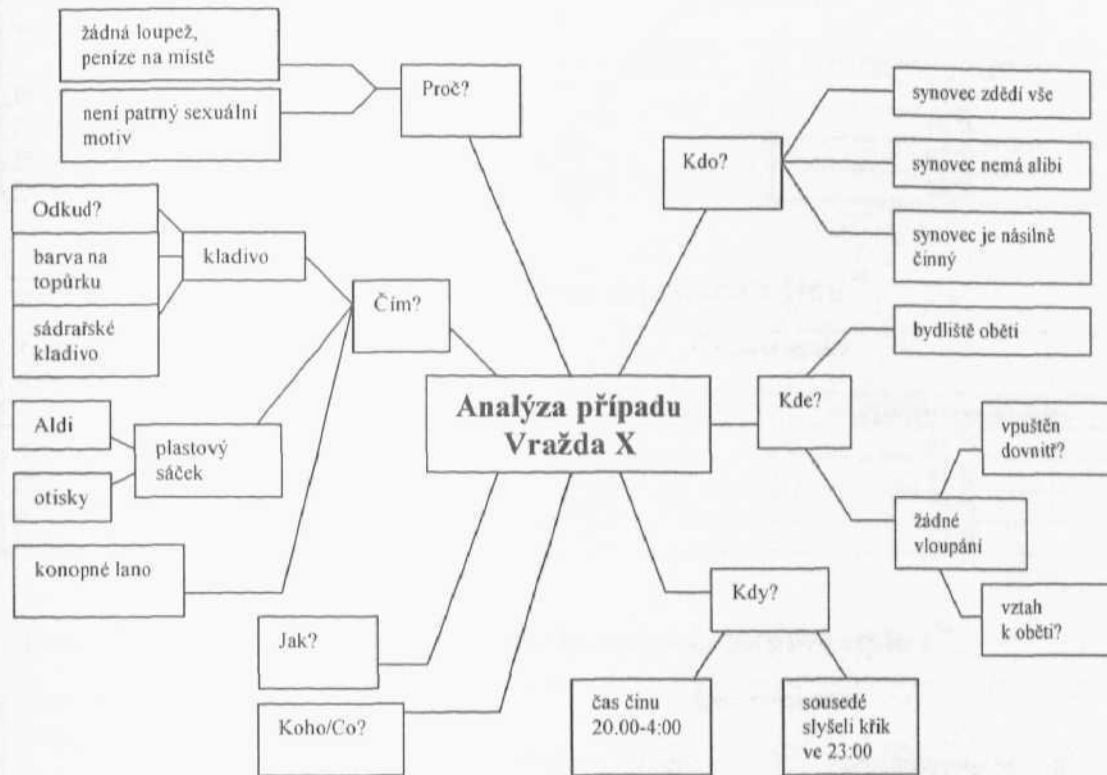 žádná loupež,
peníze na místě
není patrný sexuální
motiv
Proč?
Kdo?
synovec zdědí vše
synovec nemá alibi
synovec je násilně
činný
Odkud?
barva na
topůrku
sádrařské
kladivo
kladivo
Čím?
Aldi
otisky
plastový
sáček
konopné lano
Analýza případu
Vražda X
Kde?
bydliště oběti
vpuštěn
dovnitř?
žádné
vloupání
vztah
k oběti?
Kdy?
čas činu
20.00-4:00
sousedé
slyšeli křik
ve 23:00
Jak?
Koho/Co?